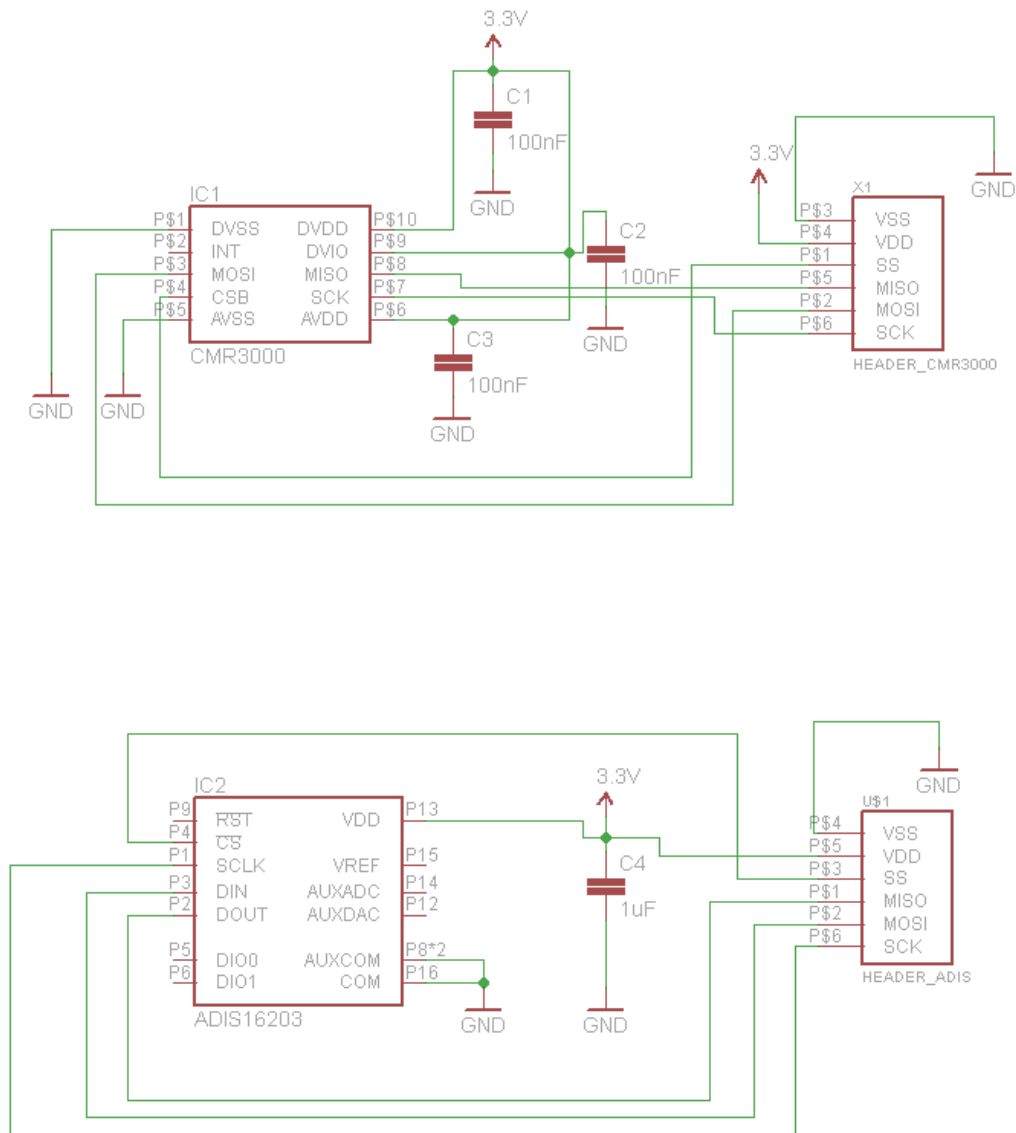 3.3V
C1
100nF
GND
IC1
P$1 DVSS DVDD P$10
P$2 INT DVIO P$9
P$3 MOSI MISO P$8
P$4 CSB SCK P$7
P$5 AVSS AVDD P$6
CMR3000
C2
100nF
GND
C3
100nF
GND
GND
GND
3.3V
GND
X1
P$3 VSS
P$4 VDD
P$1 SS
P$5 MISO
P$2 MOSI
P$6 SCK
HEADER_CMR3000
IC2
P9 RST VDD P13
P4 CS
P1 SCLK VREF P15
P3 DIN AUXADC P14
P2 DOUT AUXDAC P12
P5 DIO0 AUXCOM P8*2
P6 DIO1 COM P16
ADIS16203
GND
3.3V
C4
1uF
GND
GND
U$1
P$4 VSS
P$5 VDD
P$3 SS
P$1 MISO
P$2 MOSI
P$6 SCK
HEADER_ADIS